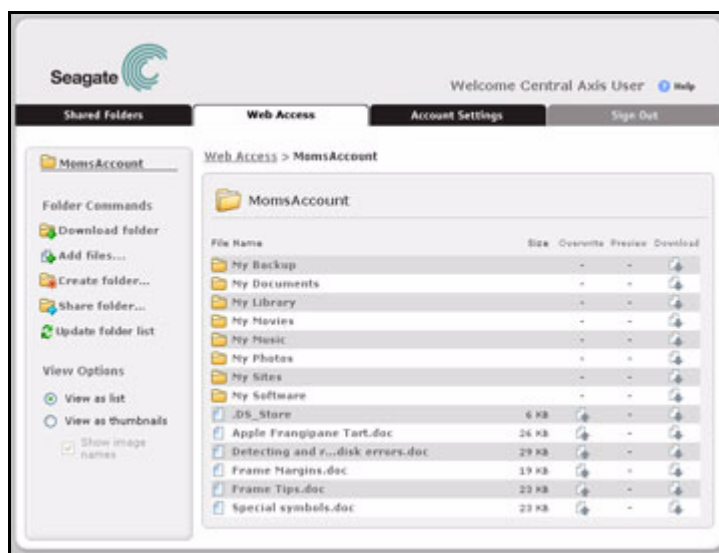 Seagate
Welcome Central Axis User Help
Shared Folders Web Access Account Settings Sign Out
MomsAccount
Web Access > MomsAccount
Folder Commands
Download folder
Add files...
Create folder...
Share folder...
Update folder list
View Options
View as list
View as thumbnails
Show image
names
MomsAccount
File Name Size Overwrite Preview Download
My Backup - -
My Documents - -
My Library - -
My Movies - -
My Music - -
My Photos - -
My Sites - -
My Software - -
.DS_Store 6 KB -
Apple Frangipane Tart.doc 26 KB -
Detecting and r...disk errors.doc 29 KB -
Frame Margins.doc 19 KB -
Frame Tips.doc 23 KB -
Special symbols.doc 23 KB -